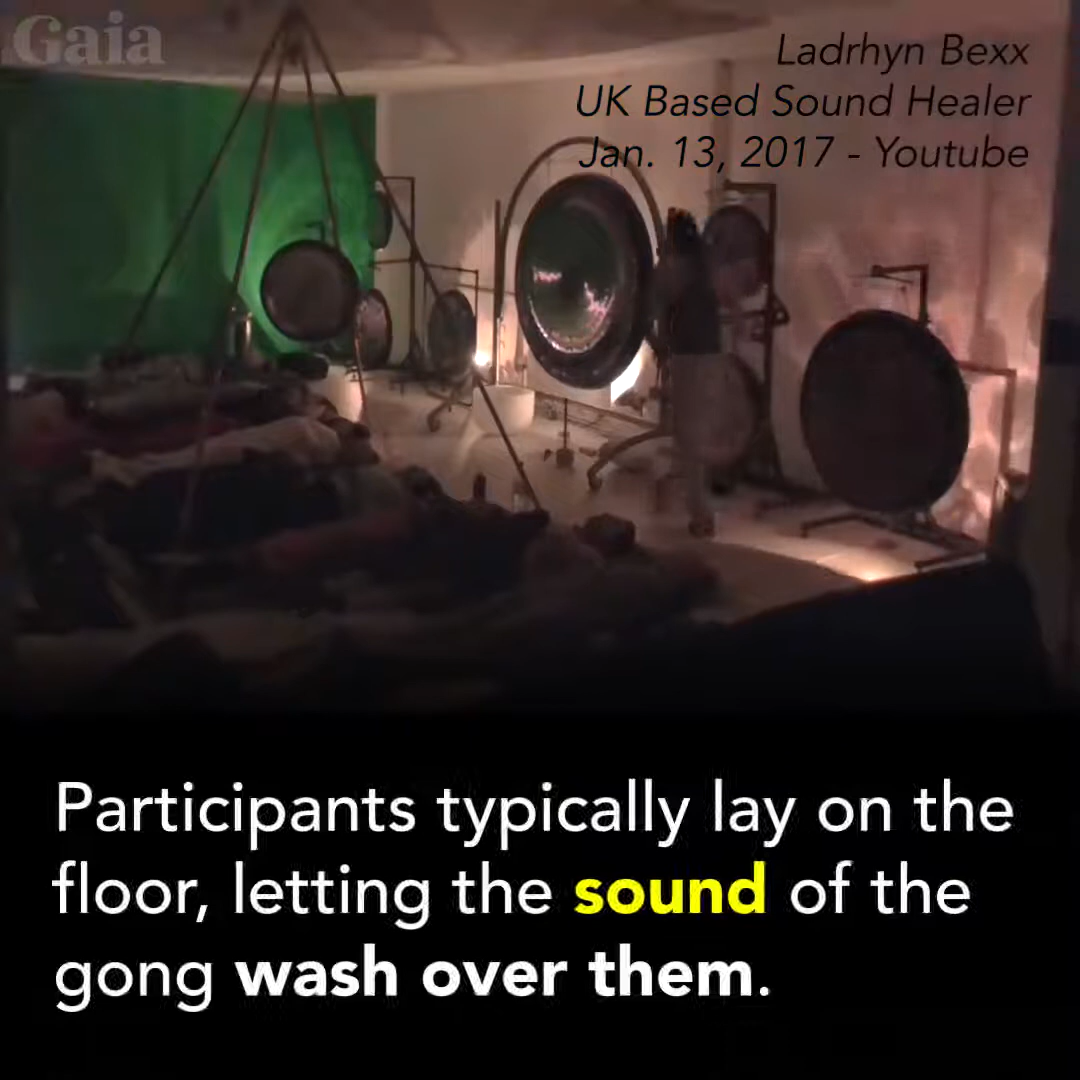 Gaia
Ladrhyn Bexx
UK Based Sound Healer
Jan. 13, 2017 - Youtube
Participants typically lay on the
floor, letting the sound of the
gong wash over them.